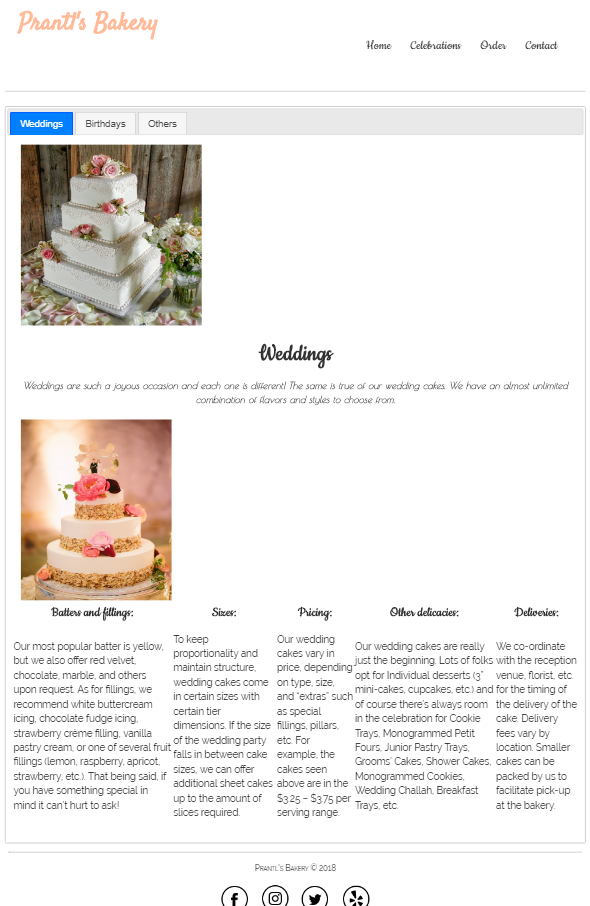 Prantl's Bakery
Home Celebrations Order Contact
Weddings Birthdays Others
Weddings
Weddings are such a joyous occasion and each one is different! The same is true of our wedding cakes. We have an almost unlimited
combination of flavors and styles to choose from.
Batters and fillings:
Our most popular batter is yellow,
but we also offer red velvet,
chocolate, marble, and others
upon request. As for fillings, we
recommend white buttercream
icing, chocolate fudge icing,
strawberry crème filling, vanilla
pastry cream, or one of several fruit
fillings (lemon, raspberry, apricot,
strawberry, etc.). That being said, if
you have something special in
mind it can't hurt to ask!
Sizes:
To keep
proportionality and
maintain structure,
wedding cakes come
in certain sizes with
certain tier
dimensions. If the size
of the wedding party
falls in between cake
sizes, we can offer
additional sheet cakes
up to the amount of
slices required.
Pricing:
Our wedding
cakes vary in
price, depending
on type, size,
and “extras” such
as special
fillings, pillars,
etc. For
example, the
cakes seen
above are in the
$3.25 – $3.75 per
serving range.
Other delicacies:
Our wedding cakes are really
just the beginning. Lots of folks
opt for Individual desserts (3”
mini-cakes, cupcakes, etc.) and
of course there's always room
in the celebration for Cookie
Trays, Monogrammed Petit
Fours, Junior Pastry Trays,
Grooms' Cakes, Shower Cakes,
Monogrammed Cookies,
Wedding Challah, Breakfast
Trays, etc.
Deliveries:
We co-ordinate
with the reception
venue, florist, etc.
for the timing of
the delivery of the
cake. Delivery
fees vary by
location. Smaller
cakes can be
packed by us to
facilitate pick-up
at the bakery.
Prantl's Bakery © 2018